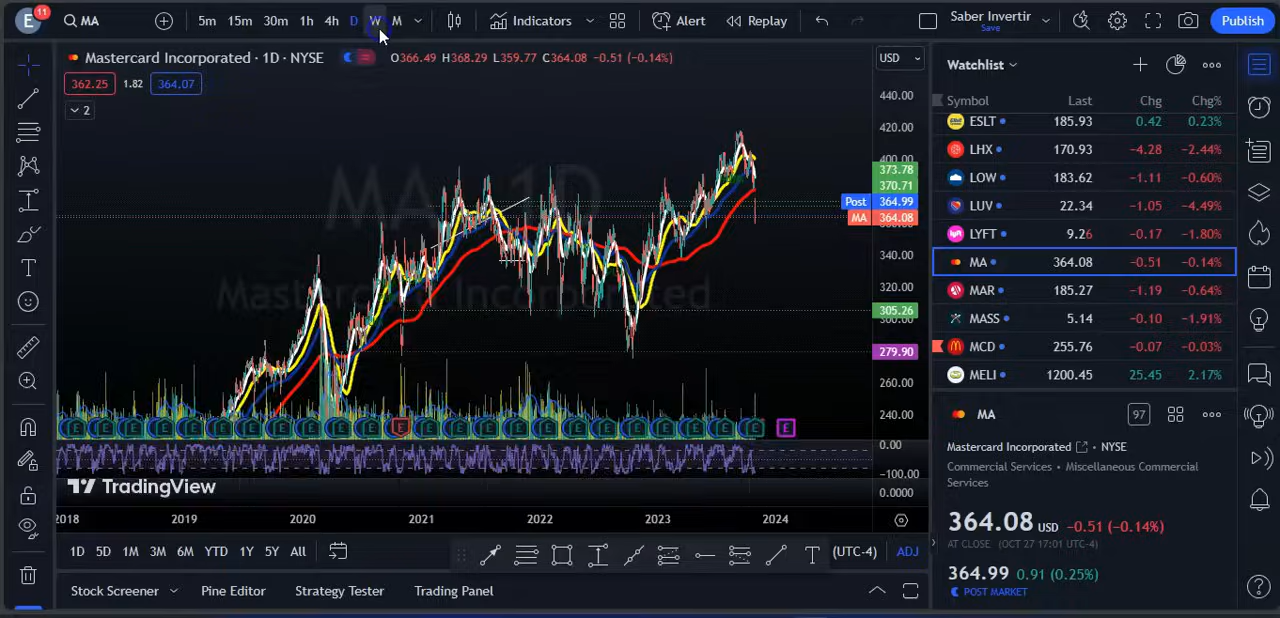 E 11 MA 5m 15m 30m 1h 4h D W M Indicators Alert Replay Saber Invertir Save Publish
Mastercard Incorporated · 1D · NYSE O366.49 H368.29 L359.77 C364.08 −0.51 (−0.14%) USD
362.25 1.82 364.07
2
MA, 1D
Mastercard Incorporated
440.00
420.00
400.00
373.78
370.71
Post 364.99
MA 364.08
340.00
320.00
305.26
300.00
279.90
260.00
240.00
0.00
−100.00
0.0000
E E E E E E E E E E E E E E E E E E E E E E E E E
TradingView
2018 2019 2020 2021 2022 2023 2024
1D 5D 1M 3M 6M YTD 1Y 5Y All T (UTC-4) ADJ
Stock Screener Pine Editor Strategy Tester Trading Panel
Watchlist
Symbol Last Chg Chg%
ESLT 185.93 0.42 0.23%
LHX 170.93 −4.28 −2.44%
LOW 183.62 −1.11 −0.60%
LUV 22.34 −1.05 −4.49%
LYFT 9.26 −0.17 −1.80%
MA 364.08 −0.51 −0.14%
MAR 185.27 −1.19 −0.64%
MASS 5.14 −0.10 −1.91%
MCD 255.76 −0.07 −0.03%
MELI 1200.45 25.45 2.17%
MA 97
Mastercard Incorporated · NYSE
Commercial Services · Miscellaneous Commercial
Services
364.08 USD −0.51 (−0.14%)
AT CLOSE (OCT 27 17:01 UTC-4)
364.99 0.91 (0.25%)
POST MARKET